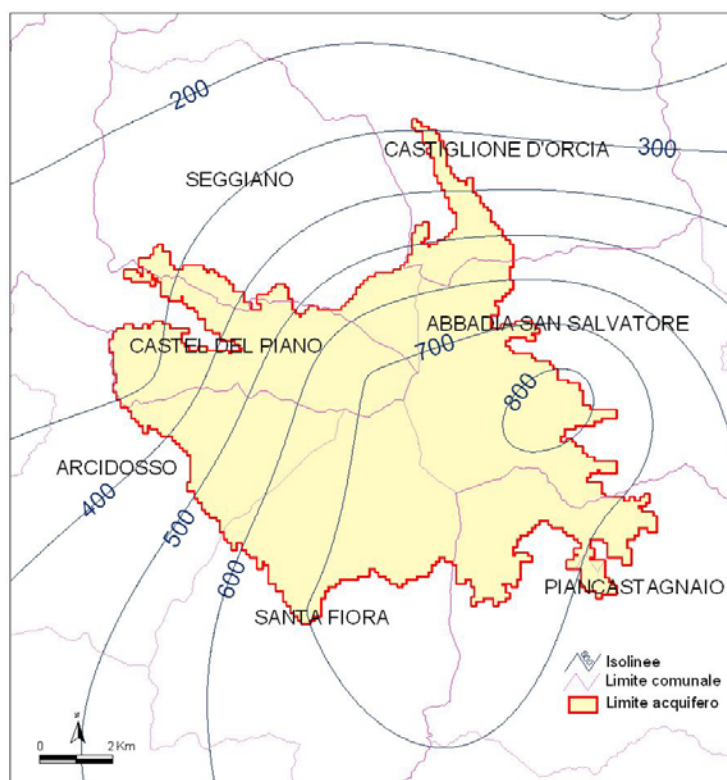 200
CASTIGLIONE D'ORCIA
300
SEGGIANO
ABBADIA SAN SALVATORE
CASTEL DEL PIANO
700
800
ARCIDOSSO
400
500
600
PIANCASTAGNAIO
SANTA FIORA
Isolinee
Limite comunale
Limite acquifero
0 2 Km